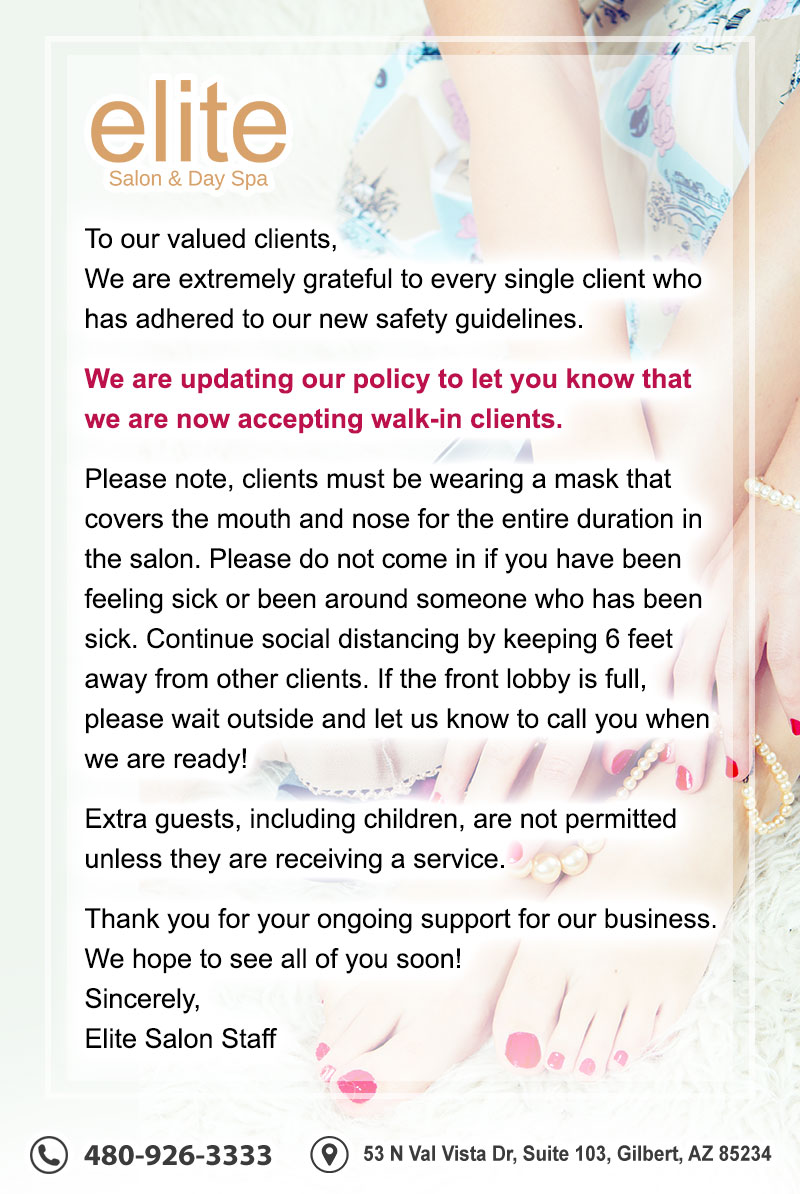 elite
Salon & Day Spa
To our valued clients,
We are extremely grateful to every single client who
has adhered to our new safety guidelines.
We are updating our policy to let you know that
we are now accepting walk-in clients.
Please note, clients must be wearing a mask that
covers the mouth and nose for the entire duration in
the salon. Please do not come in if you have been
feeling sick or been around someone who has been
sick. Continue social distancing by keeping 6 feet
away from other clients. If the front lobby is full,
please wait outside and let us know to call you when
we are ready!
Extra guests, including children, are not permitted
unless they are receiving a service.
Thank you for your ongoing support for our business.
We hope to see all of you soon!
Sincerely,
Elite Salon Staff
480-926-3333
53 N Val Vista Dr, Suite 103, Gilbert, AZ 85234